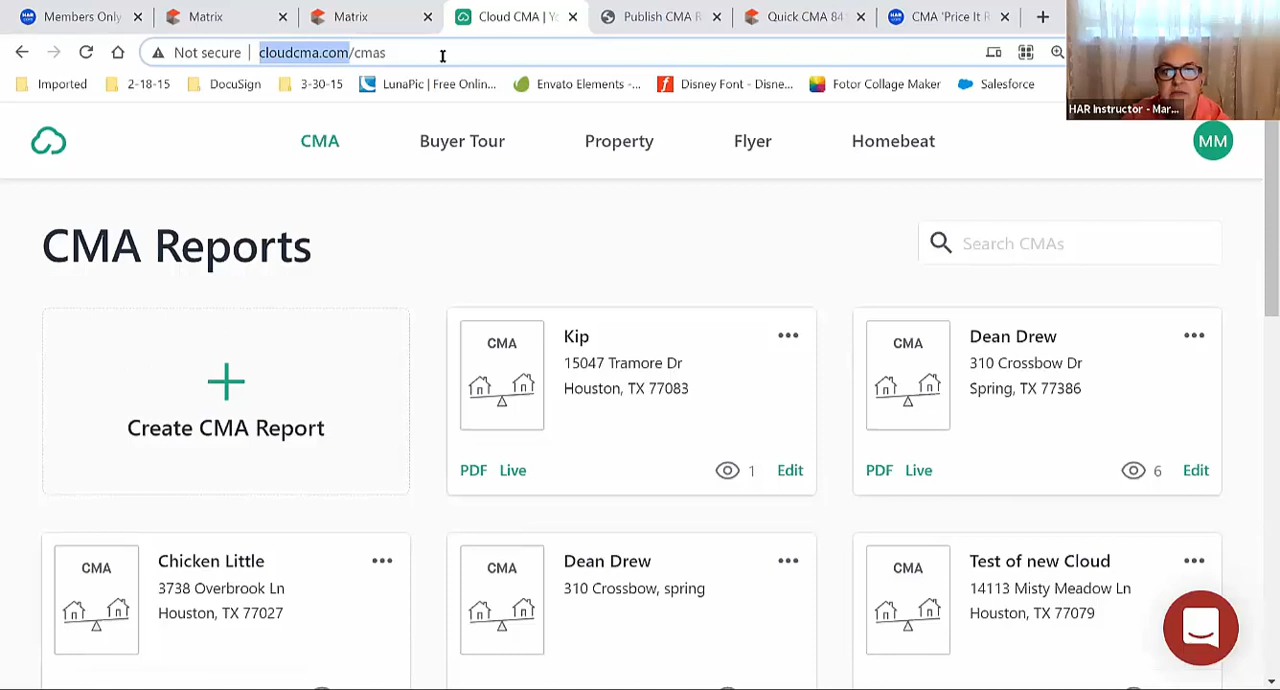 Members Only
Matrix
Matrix
Cloud CMA | Yo
Publish CMA R
Quick CMA 84
CMA 'Price It R
Not secure
cloudcma.com/cmas
Imported
2-18-15
DocuSign
3-30-15
LunaPic | Free Onlin...
Envato Elements -...
Disney Font - Disne...
Fotor Collage Maker
Salesforce
HAR Instructor - Mar...
CMA
Buyer Tour
Property
Flyer
Homebeat
MM
CMA Reports
Search CMAs
Create CMA Report
CMA
Kip
15047 Tramore Dr
Houston, TX 77083
PDF
Live
1
Edit
CMA
Dean Drew
310 Crossbow Dr
Spring, TX 77386
PDF
Live
6
Edit
CMA
Chicken Little
3738 Overbrook Ln
Houston, TX 77027
CMA
Dean Drew
310 Crossbow, spring
CMA
Test of new Cloud
14113 Misty Meadow Ln
Houston, TX 77079